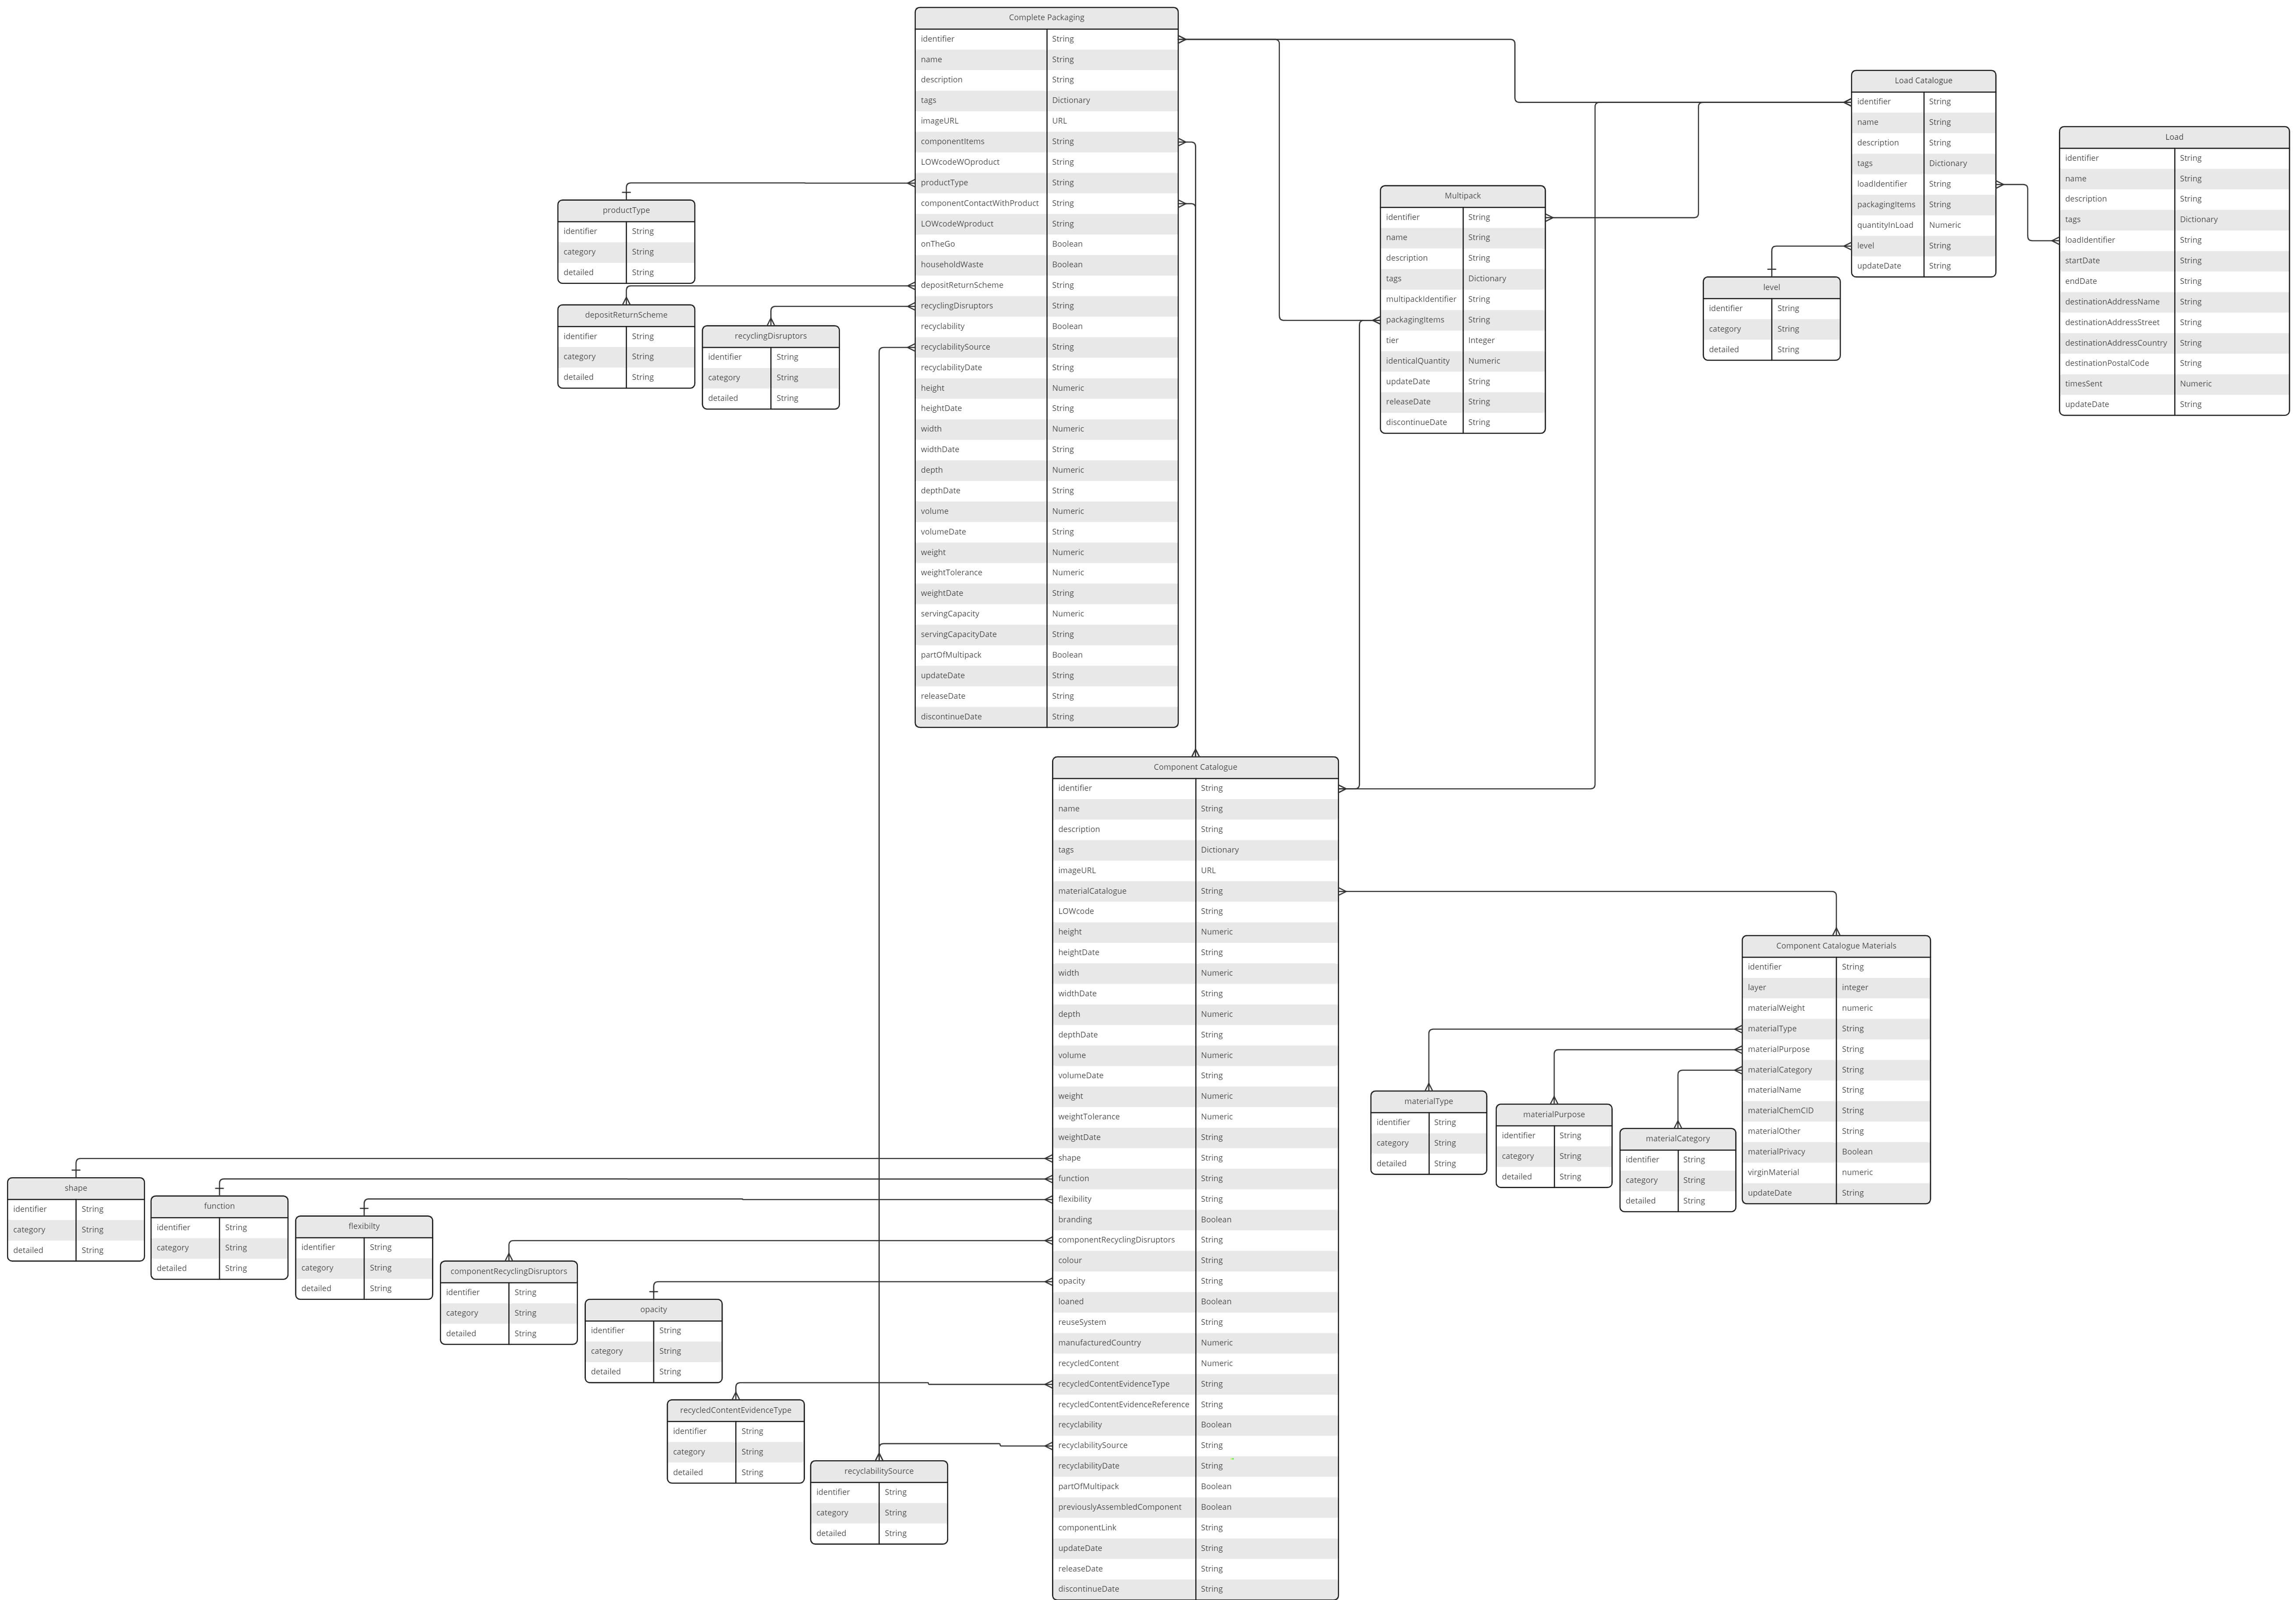 Complete Packaging
identifier String
name String
description String
tags Dictionary
imageURL URL
componentItems String
LOWcodeWOproduct String
productType String
componentContactWithProduct String
LOWcodeWproduct String
onTheGo Boolean
householdWaste Boolean
depositReturnScheme String
recyclingDisruptors String
recyclability Boolean
recyclabilitySource String
recyclabilityDate String
height Numeric
heightDate String
width Numeric
widthDate String
depth Numeric
depthDate String
volume Numeric
volumeDate String
weight Numeric
weightTolerance Numeric
weightDate String
servingCapacity Numeric
servingCapacityDate String
partOfMultipack Boolean
updateDate String
releaseDate String
discontinueDate String
Load Catalogue
identifier String
name String
description String
tags Dictionary
loadIdentifier String
packagingItems String
quantityInLoad Numeric
level String
updateDate String
Load
identifier String
name String
description String
tags Dictionary
loadIdentifier String
startDate String
endDate String
destinationAddressName String
destinationAddressStreet String
destinationAddressCountry String
destinationPostalCode String
timesSent Numeric
updateDate String
Multipack
identifier String
name String
description String
tags Dictionary
multipackIdentifier String
packagingItems String
tier Integer
identicalQuantity Numeric
updateDate String
releaseDate String
discontinueDate String
productType
identifier String
category String
detailed String
level
identifier String
category String
detailed String
depositReturnScheme
identifier String
category String
detailed String
recyclingDisruptors
identifier String
category String
detailed String
Component Catalogue
identifier String
name String
description String
tags Dictionary
imageURL URL
materialCatalogue String
LOWcode String
height Numeric
heightDate String
width Numeric
widthDate String
depth Numeric
depthDate String
volume Numeric
volumeDate String
weight Numeric
weightTolerance Numeric
weightDate String
shape String
function String
flexibility String
branding Boolean
componentRecyclingDisruptors String
colour String
opacity String
loaned Boolean
reuseSystem String
manufacturedCountry Numeric
recycledContent Numeric
recycledContentEvidenceType String
recycledContentEvidenceReference String
recyclability Boolean
recyclabilitySource String
recyclabilityDate String
partOfMultipack Boolean
previouslyAssembledComponent Boolean
componentLink String
updateDate String
releaseDate String
discontinueDate String
Component Catalogue Materials
identifier String
layer integer
materialWeight numeric
materialType String
materialPurpose String
materialCategory String
materialName String
materialChemCID String
materialOther String
materialPrivacy Boolean
virginMaterial numeric
updateDate String
materialType
identifier String
category String
detailed String
materialPurpose
identifier String
category String
detailed String
materialCategory
identifier String
category String
detailed String
shape
identifier String
category String
detailed String
function
identifier String
category String
detailed String
flexibilty
identifier String
category String
detailed String
componentRecyclingDisruptors
identifier String
category String
detailed String
opacity
identifier String
category String
detailed String
recycledContentEvidenceType
identifier String
category String
detailed String
recyclabilitySource
identifier String
category String
detailed String